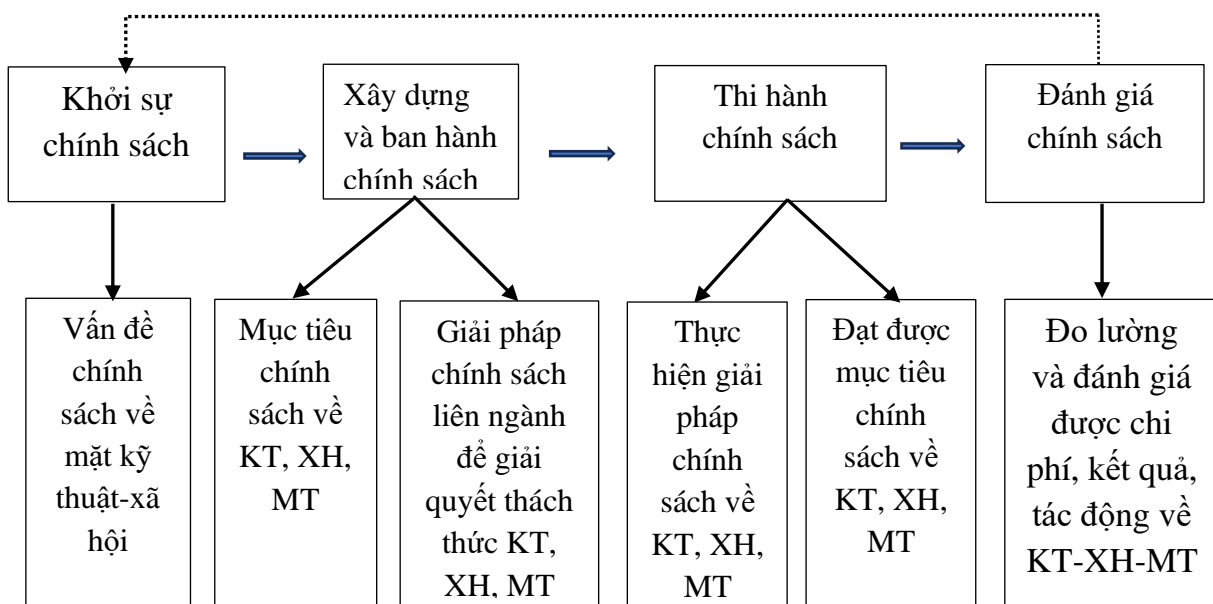 Khởi sự
chính sách
Xây dựng
và ban hành
chính sách
Thi hành
chính sách
Đánh giá
chính sách
Vấn đề
chính
sách về
mặt kỹ
thuật-xã
hội
Mục tiêu
chính
sách về
KT, XH,
MT
Giải pháp
chính sách
liên ngành
để giải
quyết thách
thức KT,
XH, MT
Thực
hiện giải
pháp
chính
sách về
KT, XH,
MT
Đạt được
mục tiêu
chính
sách về
KT, XH,
MT
Đo lường
và đánh giá
được chi
phí, kết quả,
tác động về
KT-XH-MT